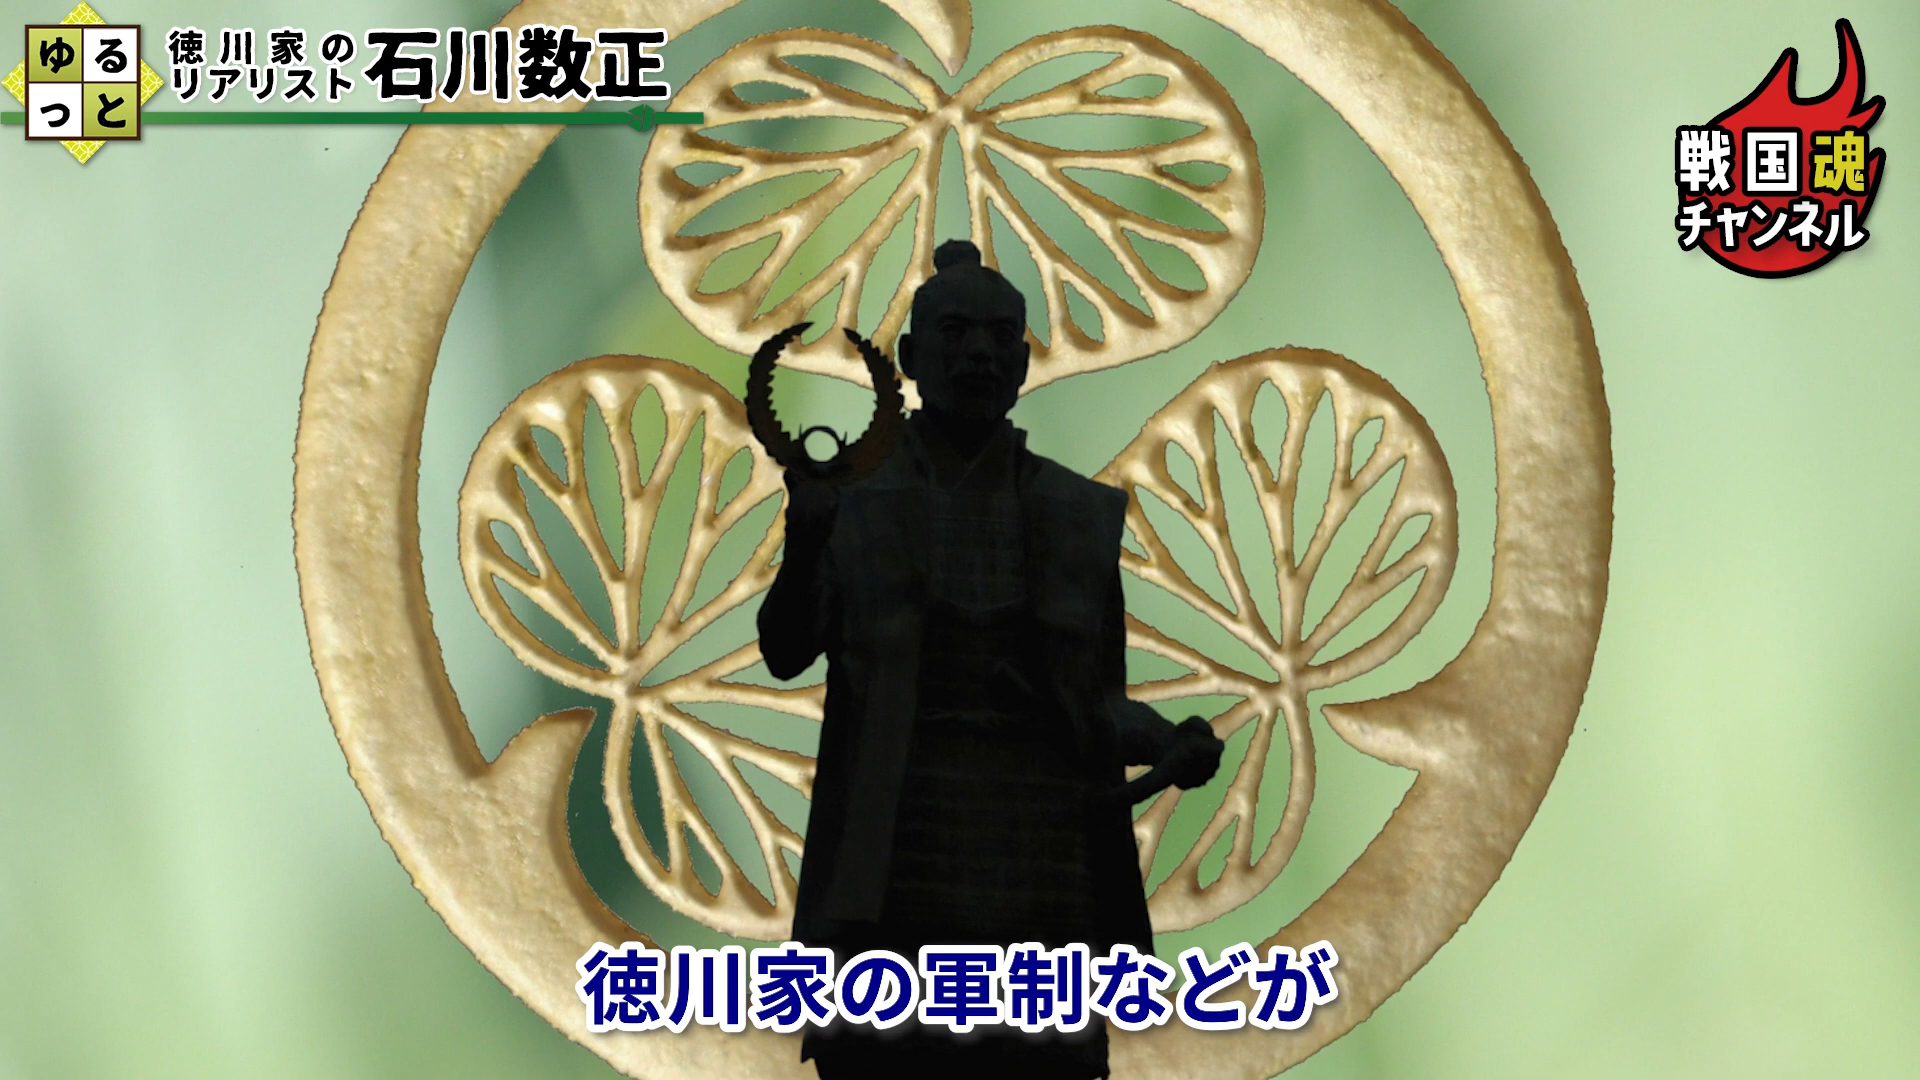 ゆる
っと
徳川家の
リアリスト 石川数正
戦国魂
チャンネル
徳川家の軍制などが